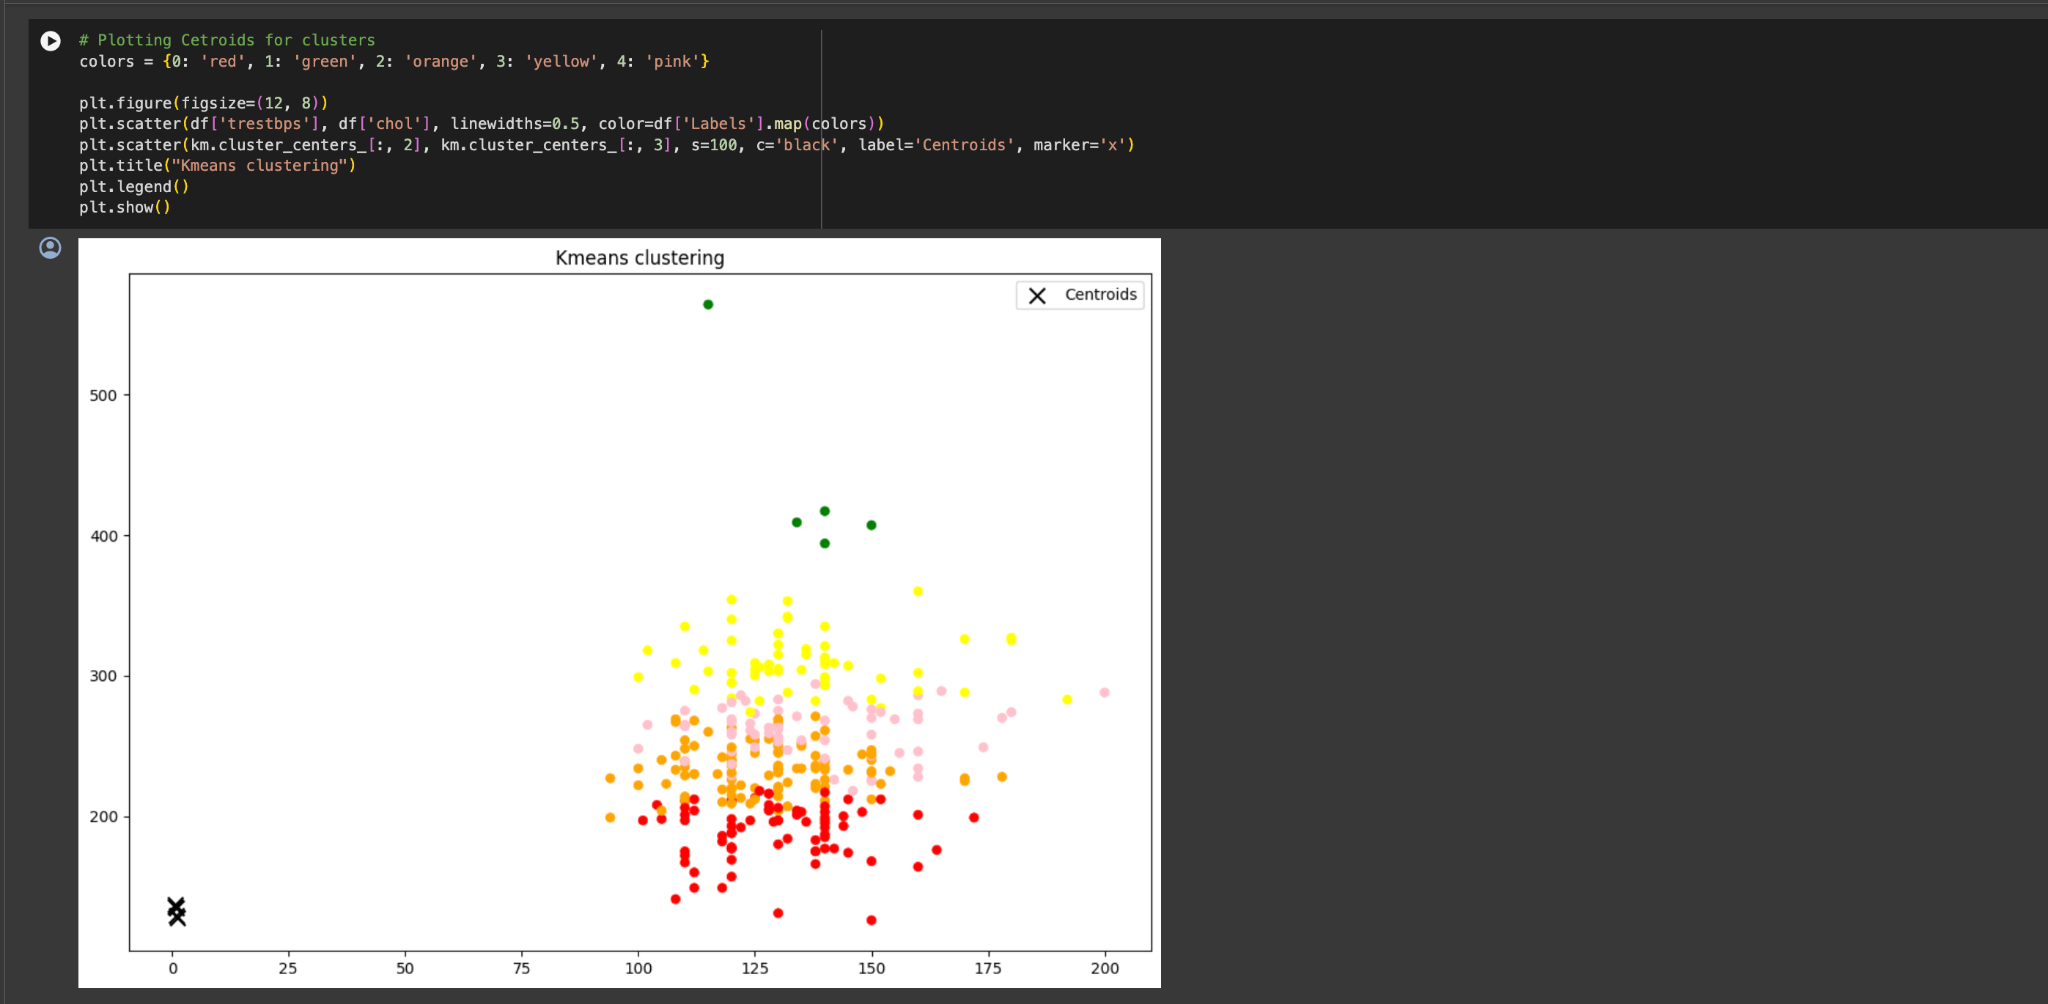 # Plotting Cetroids for clusters
colors = {0: 'red', 1: 'green', 2: 'orange', 3: 'yellow', 4: 'pink'}
plt.figure(figsize=(12, 8))
plt.scatter(df['trestbps'], df['chol'], linewidths=0.5, color=df['Labels'].map(colors))
plt.scatter(km.cluster_centers_[:, 2], km.cluster_centers_[:, 3], s=100, c='black', label='Centroids', marker='x')
plt.title("Kmeans clustering")
plt.legend()
plt.show()
Kmeans clustering
Centroids
500
400
300
200
0 25 50 75 100 125 150 175 200